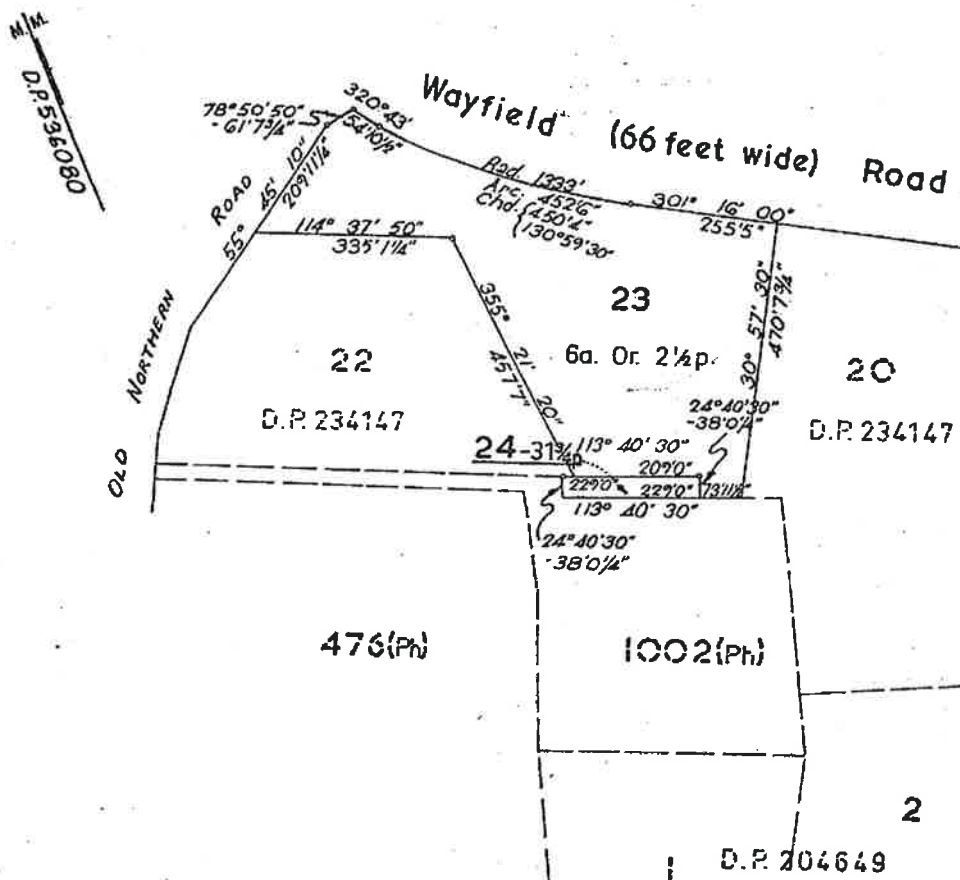 M.M.
D.P. 536080
Wayfield (66 feet wide) Road
320° 43'
54'10½"
78° 50' 50"
- 61'7¾"
OLD NORTHERN ROAD
55° 45' 10"
209'11¼"
Rad. 1333'
Arc. 452'6"
Chd. {450'4"
{130° 59' 30"
301° 16' 00"
255'5"
114° 37' 50"
335'1¼"
355° 21' 20"
457'7"
23
6a. 0r. 2½p.
30° 57' 30"
470'7¾"
22
D.P. 234147
20
D.P. 234147
24-31¾p
113° 40' 30"
209'0"
24° 40' 30"
-38'0¼"
229'0"
229'0"
73'11½"
113° 40' 30"
24° 40' 30"
-38'0¼"
476(Ph)
1002(Ph)
2
D.P. 204649